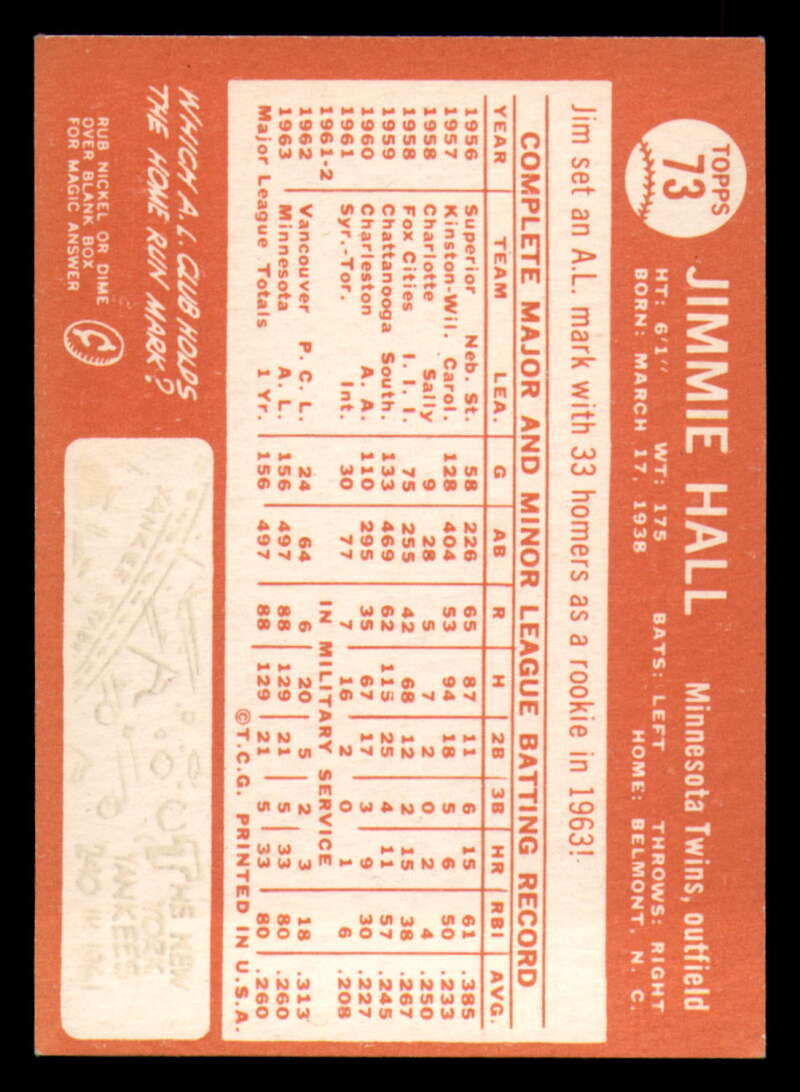 TOPPS
73
JIMMIE HALL Minnesota Twins, outfield
HT: 6'1" WT: 175 BATS: LEFT THROWS: RIGHT
BORN: MARCH 17, 1938 HOME: BELMONT, N. C.
Jim set an A.L. mark with 33 homers as a rookie in 1963!
COMPLETE MAJOR AND MINOR LEAGUE BATTING RECORD
YEAR TEAM LEA. G AB R H 2B 3B HR RBI AVG.
1956 Superior Neb. St. 58 226 65 87 11 6 15 61 .385
1957 Kinston-Wil. Carol. 128 404 53 94 18 5 6 50 .233
1958 Charlotte Sally 9 28 5 7 2 0 2 4 .250
1958 Fox Cities I. I. I. 75 255 42 68 12 2 15 38 .267
1959 Chattanooga South. 133 469 62 115 25 4 11 57 .245
1960 Charleston A. A. 110 295 35 67 17 3 9 30 .227
1961 Syr.-Tor. Int. 30 77 7 16 2 0 1 6 .208
1961-2 IN MILITARY SERVICE
1962 Vancouver P. C. L. 24 64 6 20 5 2 3 18 .313
1963 Minnesota A. L. 156 497 88 129 21 5 33 80 .260
Major League Totals 1 Yr. 156 497 88 129 21 5 33 80 .260
©T.C.G. PRINTED IN U.S.A.
WHICH A.L. CLUB HOLDS
THE HOME RUN MARK?
RUB NICKEL OR DIME
OVER BLANK BOX
FOR MAGIC ANSWER
YANKEE STADIUM
THE NEW
YORK
YANKEES
240 IN 1961